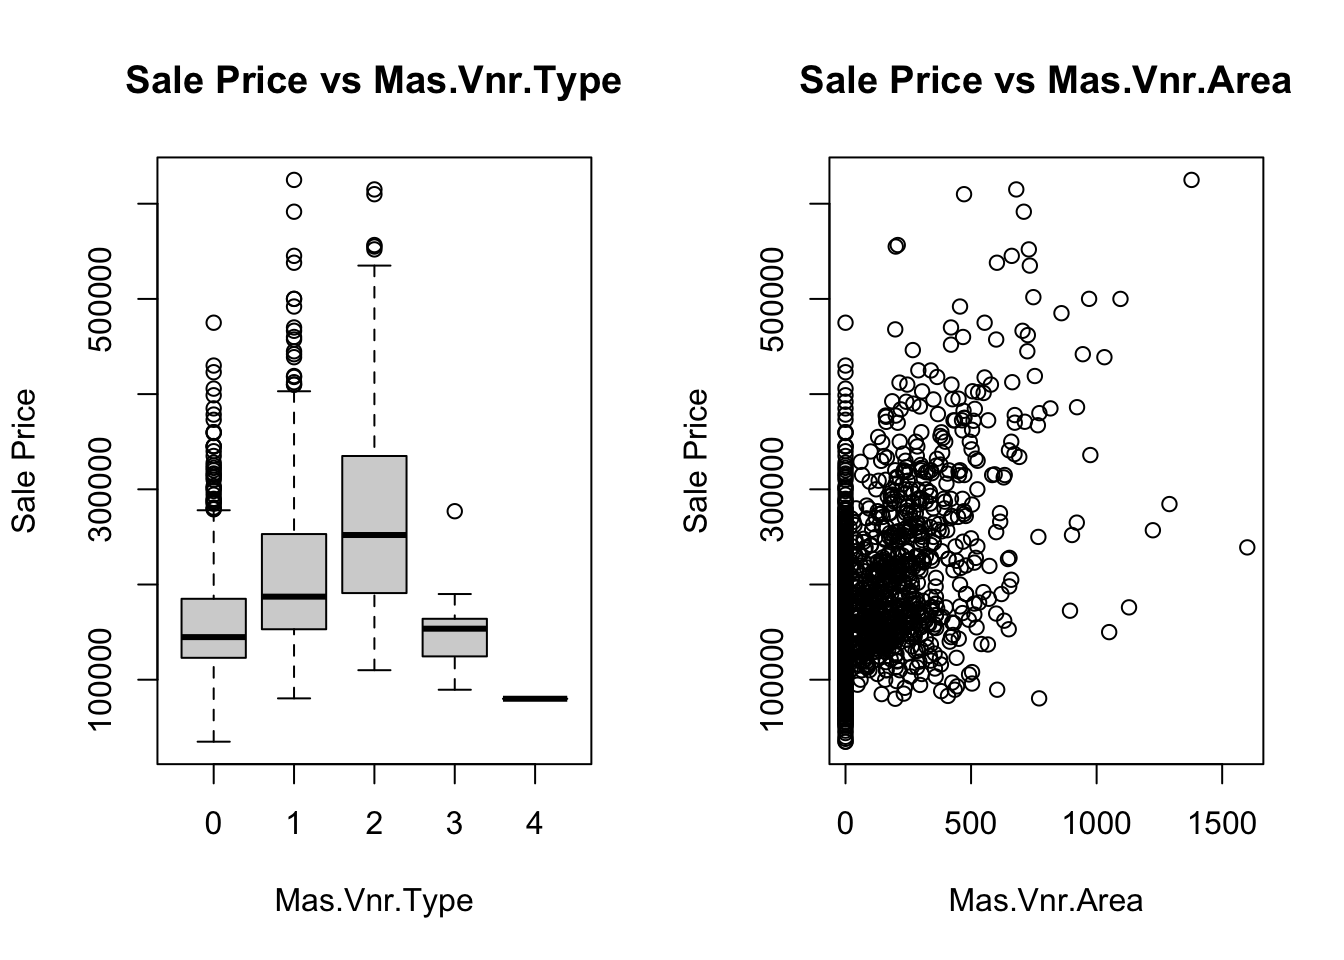 Sale Price vs Mas.Vnr.Type
Sale Price
500000
300000
100000
0 1 2 3 4
Mas.Vnr.Type
Sale Price vs Mas.Vnr.Area
Sale Price
500000
300000
100000
0 500 1000 1500
Mas.Vnr.Area